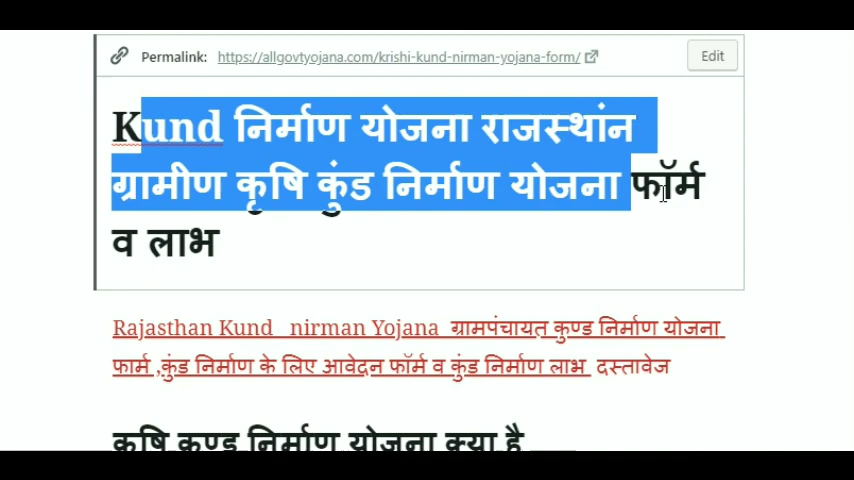 Permalink: https://allgovtyojana.com/krishi-kund-nirman-yojana-form/ Edit
Kund निर्माण योजना राजस्थांन
ग्रामीण कृषि कुंड निर्माण योजना फॉर्म
व लाभ
Rajasthan Kund nirman Yojana ग्रामपंचायत कुण्ड निर्माण योजना
फार्म ,कुंड निर्माण के लिए आवेदन फॉर्म व कुंड निर्माण लाभ दस्तावेज
कृषि कुण्ड निर्माण योजना क्या है